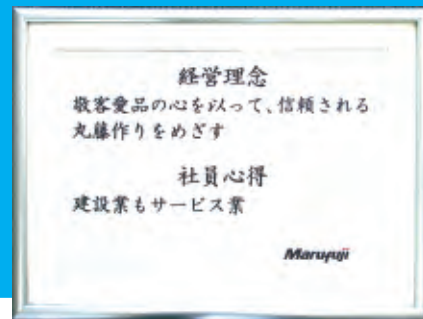 経営理念
敬客愛品の心を以って、信頼される
丸藤作りをめざす
社員心得
建設業もサービス業
Maruyuji